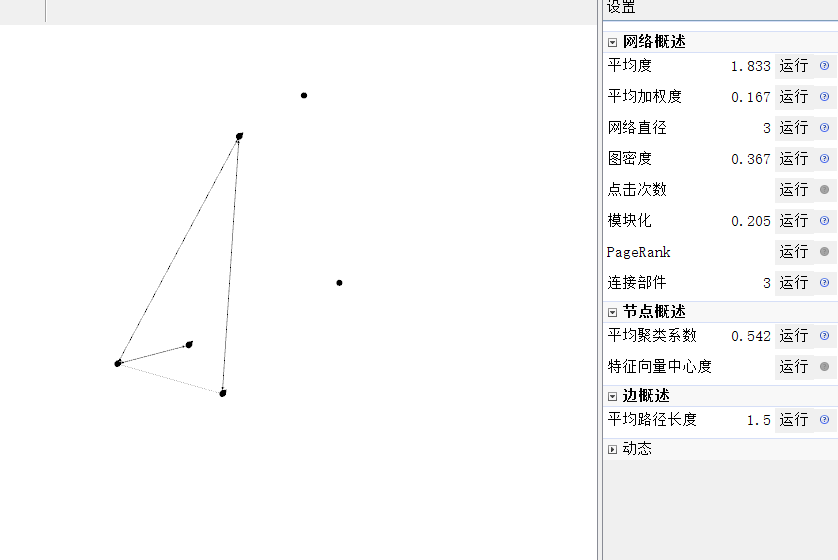 设置
网络概述
平均度 1.833 运行
平均加权度 0.167 运行
网络直径 3 运行
图密度 0.367 运行
点击次数 运行
模块化 0.205 运行
PageRank 运行
连接部件 3 运行
节点概述
平均聚类系数 0.542 运行
特征向量中心度 运行
边概述
平均路径长度 1.5 运行
动态